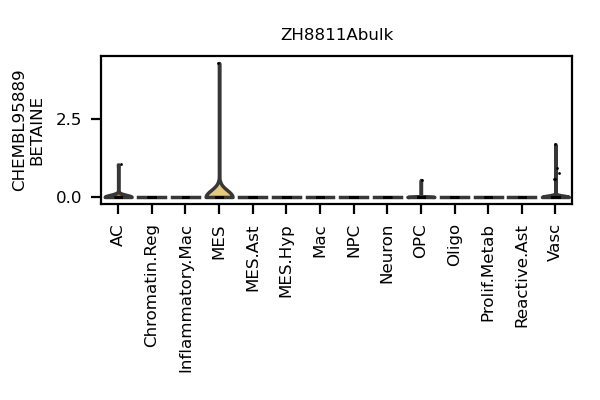 ZH8811Abulk
CHEMBL95889
BETAINE
2.5
0.0
AC
Chromatin.Reg
Inflammatory.Mac
MES
MES.Ast
MES.Hyp
Mac
NPC
Neuron
OPC
Oligo
Prolif.Metab
Reactive.Ast
Vasc